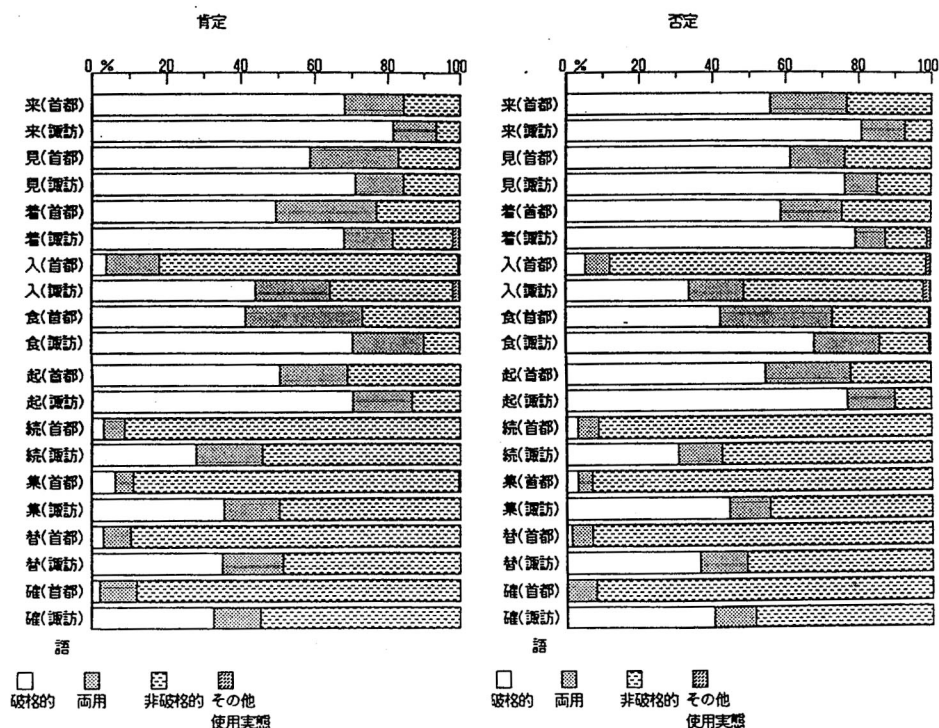 肯定
0 % 20 40 60 80 100
来(首都)
来(諏訪)
見(首都)
見(諏訪)
着(首都)
着(諏訪)
入(首都)
入(諏訪)
食(首都)
食(諏訪)
起(首都)
起(諏訪)
続(首都)
続(諏訪)
集(首都)
集(諏訪)
替(首都)
替(諏訪)
確(首都)
確(諏訪)
語
破格的 両用 非破格的 その他
使用実態
否定
0 % 20 40 60 80 100
来(首都)
来(諏訪)
見(首都)
見(諏訪)
着(首都)
着(諏訪)
入(首都)
入(諏訪)
食(首都)
食(諏訪)
起(首都)
起(諏訪)
続(首都)
続(諏訪)
集(首都)
集(諏訪)
替(首都)
替(諏訪)
確(首都)
確(諏訪)
破格的 両用 非破格的 その他
使用実態